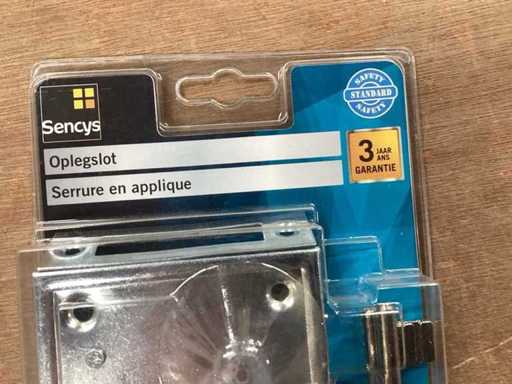 Sencys
Oplegslot
Serrure en applique
SAFETY
STANDARD
SAFETY
3 JAAR
ANS
GARANTIE